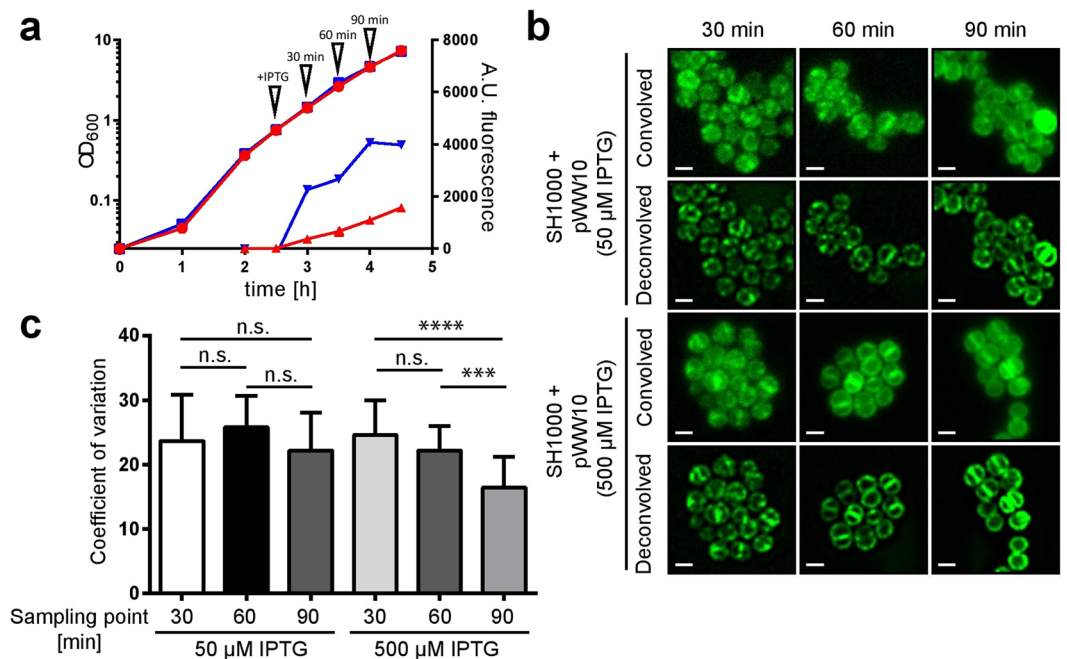 a
+IPTG
30 min
60 min
90 min
10
1
0.1
OD600
8000
6000
4000
2000
0
A.U. fluorescence
0 1 2 3 4 5
time [h]
b
30 min 60 min 90 min
SH1000 +
pWW10
(50 µM IPTG)
Convolved
Deconvolved
SH1000 +
pWW10
(500 µM IPTG)
Convolved
Deconvolved
c
Coefficient of variation
40
30
20
10
0
n.s.
n.s.
n.s.
****
n.s.
***
Sampling point
[min]
30 60 90 30 60 90
50 µM IPTG 500 µM IPTG